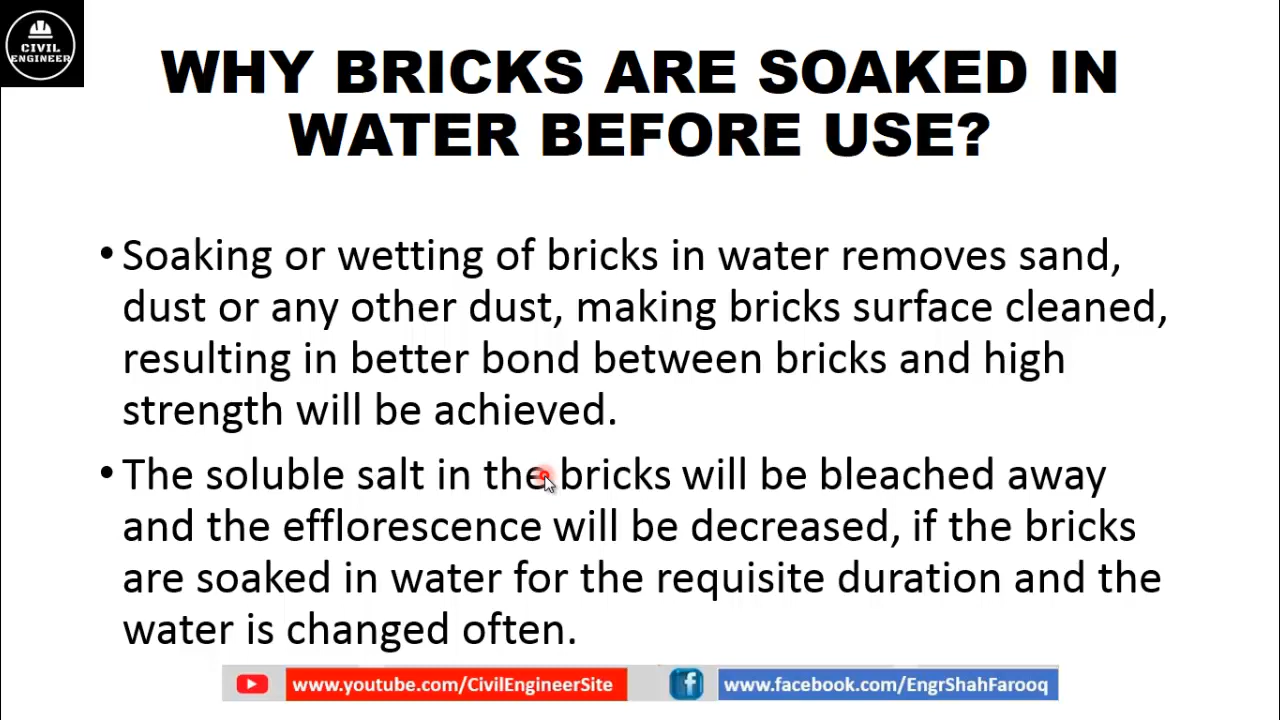 CIVIL
ENGINEER
WHY BRICKS ARE SOAKED IN
WATER BEFORE USE?
•Soaking or wetting of bricks in water removes sand,
dust or any other dust, making bricks surface cleaned,
resulting in better bond between bricks and high
strength will be achieved.
•The soluble salt in the bricks will be bleached away
and the efflorescence will be decreased, if the bricks
are soaked in water for the requisite duration and the
water is changed often.
www.youtube.com/CivilEngineerSite
www.facebook.com/EngrShahFarooq